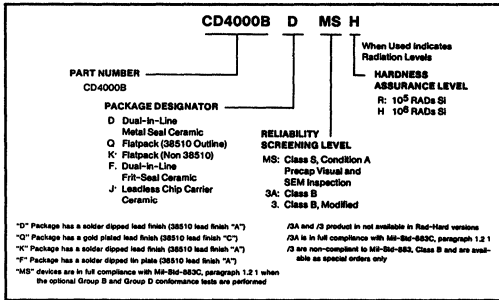 CD4000B D MS H
When Used Indicates
Radiation Levels
PART NUMBER
CD4000B
HARDNESS
ASSURANCE LEVEL
R: 10⁵ RADs Si
H 10⁶ RADs Si
PACKAGE DESIGNATOR
D Dual-in-Line
Metal Seal Ceramic
Q Flatpack (38510 Outline)
K· Flatpack (Non 38510)
F. Dual-in-Line
Frit-Seal Ceramic
J· Leadless Chip Carrier
Ceramic
RELIABILITY
SCREENING LEVEL
MS: Class S, Condition A
Precap Visual and
SEM Inspection
3A: Class B
3. Class B, Modified
"D" Package has a solder dipped lead finish (38510 lead finish "A")
"Q" Package has a gold plated lead finish (38510 lead finish "C")
"K" Package has a solder dipped lead finish (38510 lead finish "A")
"F" Package has a solder dipped tin plate (38510 lead finish "A")
"MS" devices are in full compliance with Mil-Std-883C, paragraph 1.2 1 when
the optional Group B and Group D conformance tests are performed
/3A and /3 product in not available in Rad-Hard versions
/3A is in full compliance with Mil-Std-883C, paragraph 1.2 1
/3 are non-compliant to Mil-Std-883, Class B and are avail-
able as special orders only